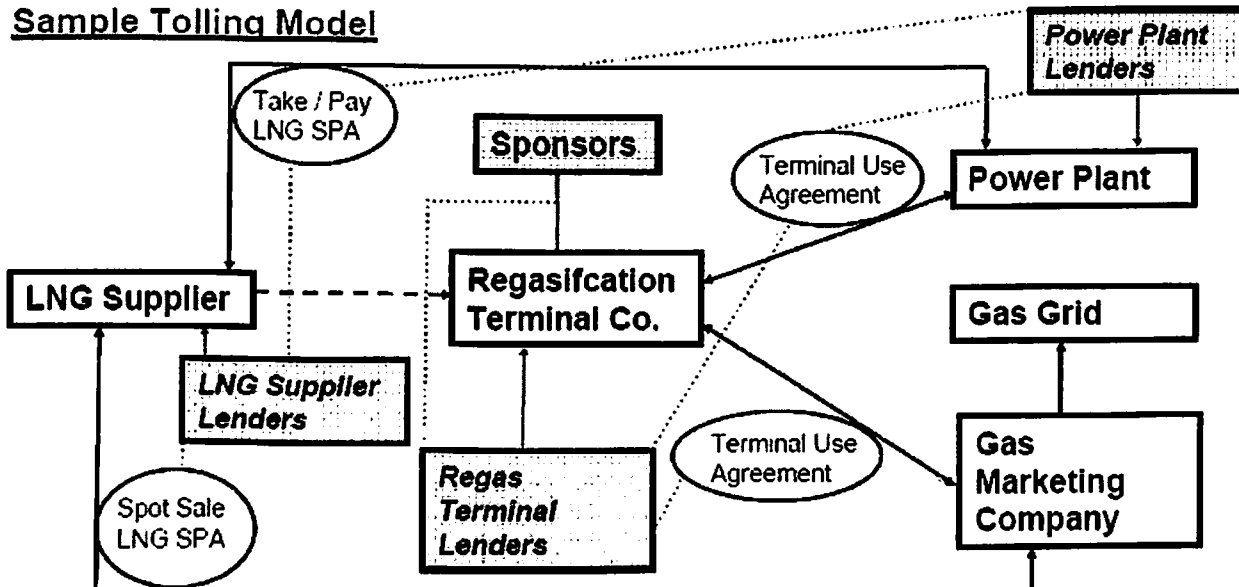 Sample Tolling Model
Power Plant
Lenders
Take / Pay
LNG SPA
Sponsors
Terminal Use
Agreement
Power Plant
LNG Supplier
Regasifcation
Terminal Co.
Gas Grid
LNG Supplier
Lenders
Terminal Use
Agreement
Gas
Marketing
Company
Regas
Terminal
Lenders
Spot Sale
LNG SPA